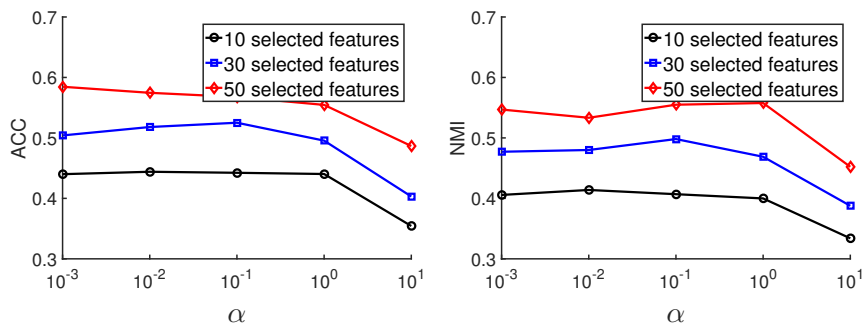 0.7
0.6
0.5
0.4
0.3
ACC
10 selected features
30 selected features
50 selected features
10^-3
10^-2
10^-1
10^0
10^1
α
0.7
0.6
0.5
0.4
0.3
NMI
10 selected features
30 selected features
50 selected features
10^-3
10^-2
10^-1
10^0
10^1
α